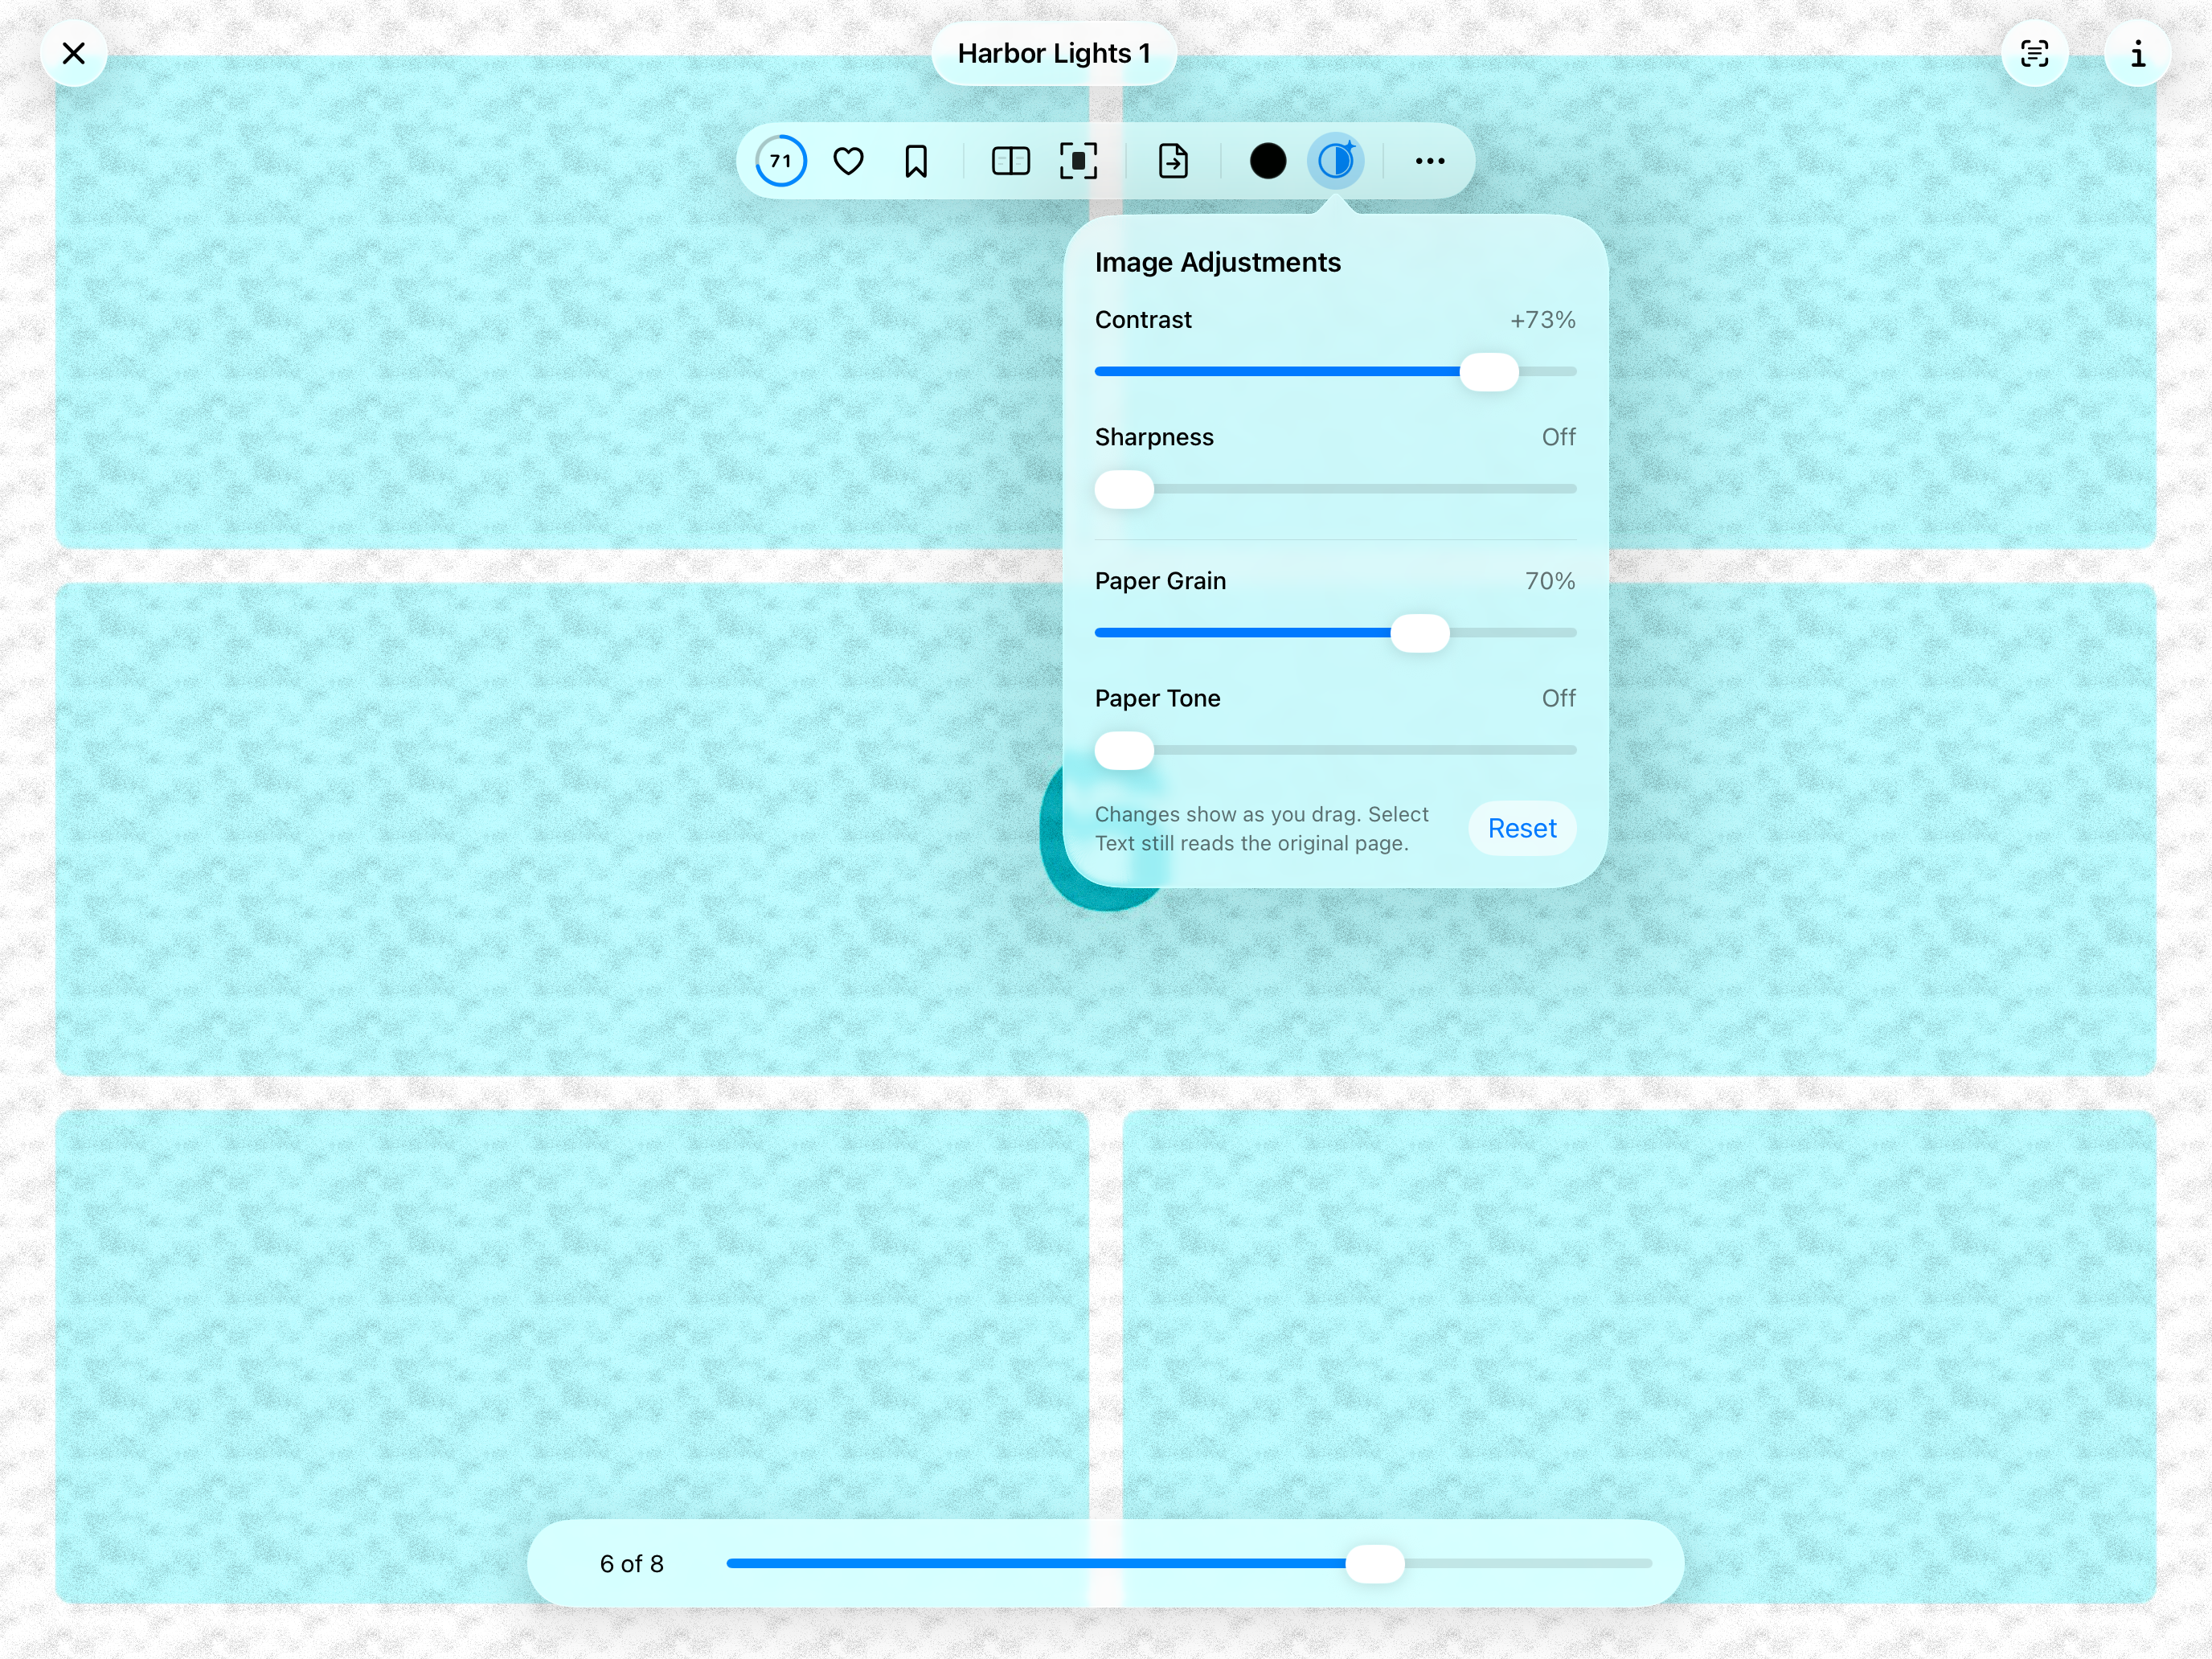 Harbor Lights 1
71
Image Adjustments
Contrast +73%
Sharpness Off
Paper Grain 70%
Paper Tone Off
Changes show as you drag. Select
Text still reads the original page.
Reset
6 of 8